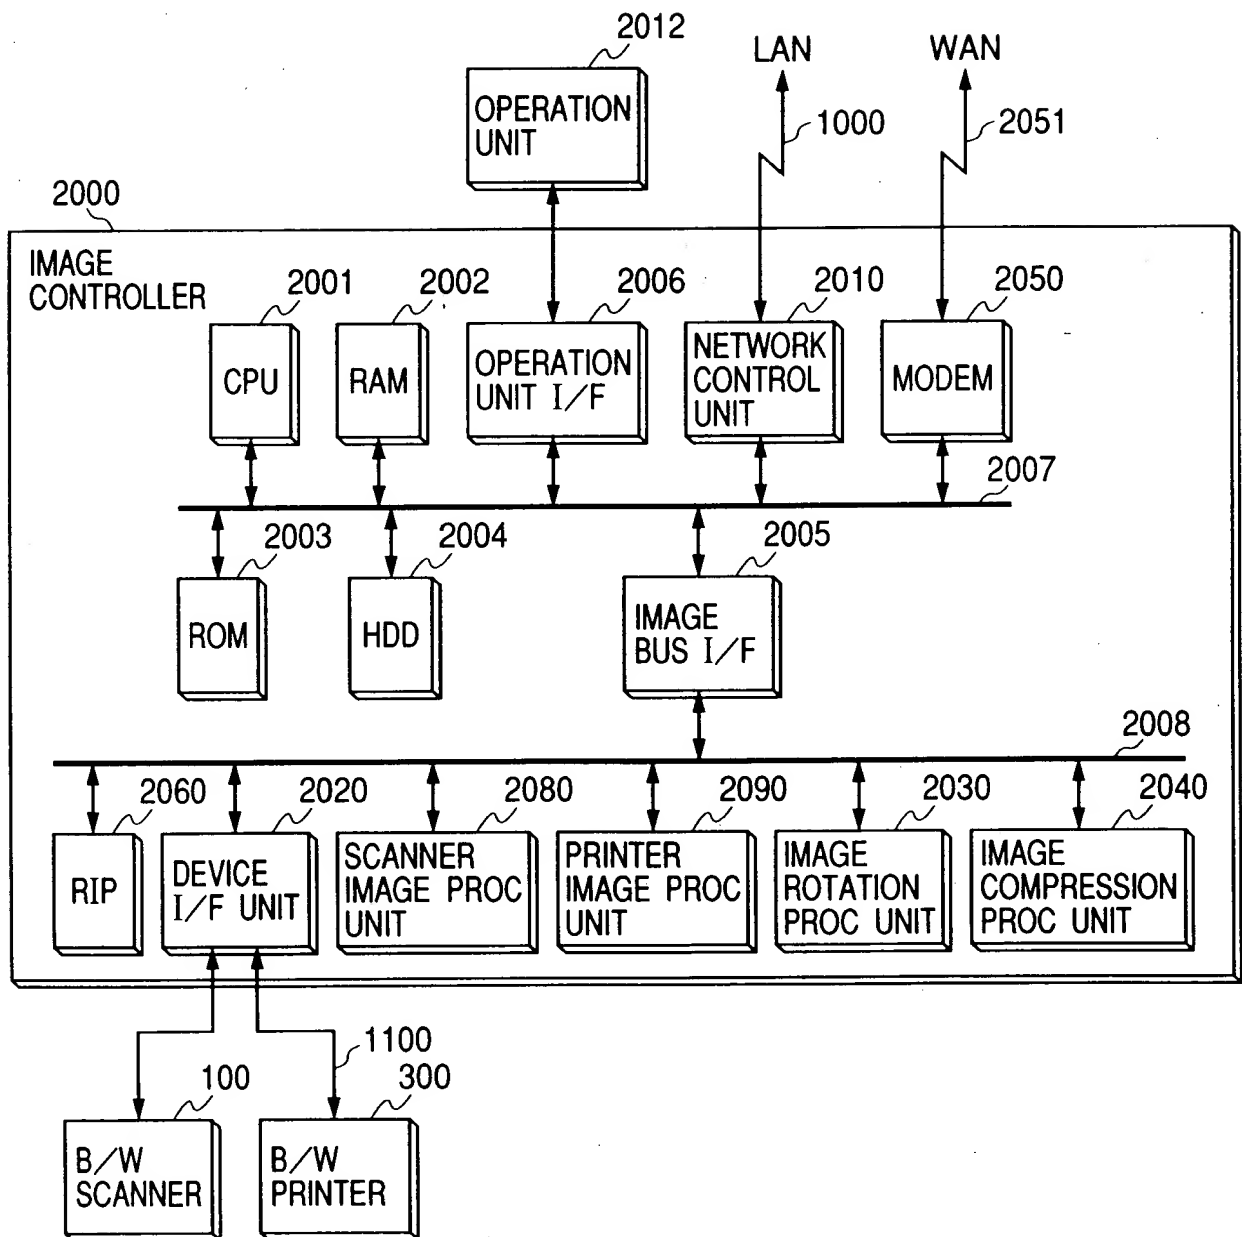 2012
LAN
WAN
OPERATION
UNIT
1000
2051
2000
IMAGE
CONTROLLER
2001
2002
2006
2010
2050
CPU
RAM
OPERATION
UNIT I/F
NETWORK
CONTROL
UNIT
MODEM
2007
2003
2004
2005
ROM
HDD
IMAGE
BUS I/F
2008
2060
2020
2080
2090
2030
2040
RIP
DEVICE
I/F UNIT
SCANNER
IMAGE PROC
UNIT
PRINTER
IMAGE PROC
UNIT
IMAGE
ROTATION
PROC UNIT
IMAGE
COMPRESSION
PROC UNIT
1100
100
300
B/W
SCANNER
B/W
PRINTER